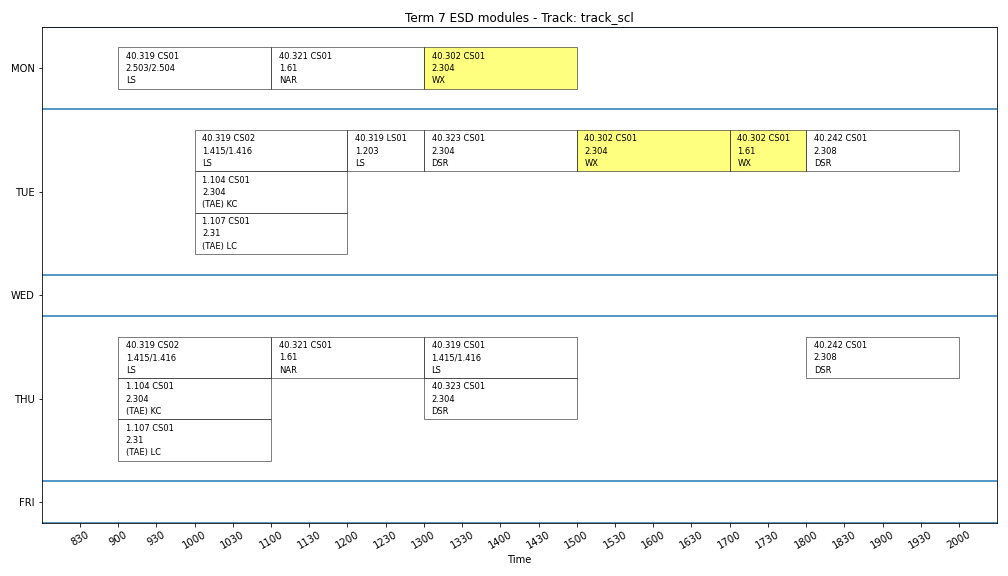 Term 7 ESD modules - Track: track_scl
MON
40.319 CS01
2.503/2.504
LS
40.321 CS01
1.61
NAR
40.302 CS01
2.304
WX
TUE
40.319 CS02
1.415/1.416
LS
40.319 LS01
1.203
LS
40.323 CS01
2.304
DSR
40.302 CS01
2.304
WX
40.302 CS01
1.61
WX
40.242 CS01
2.308
DSR
1.104 CS01
2.304
(TAE) KC
1.107 CS01
2.31
(TAE) LC
WED
THU
40.319 CS02
1.415/1.416
LS
40.321 CS01
1.61
NAR
40.319 CS01
1.415/1.416
LS
40.242 CS01
2.308
DSR
1.104 CS01
2.304
(TAE) KC
40.323 CS01
2.304
DSR
1.107 CS01
2.31
(TAE) LC
FRI
830 900 930 1000 1030 1100 1130 1200 1230 1300 1330 1400 1430 1500 1600 1630 1700 1730 1800 1830 1900 1930 2000
Time